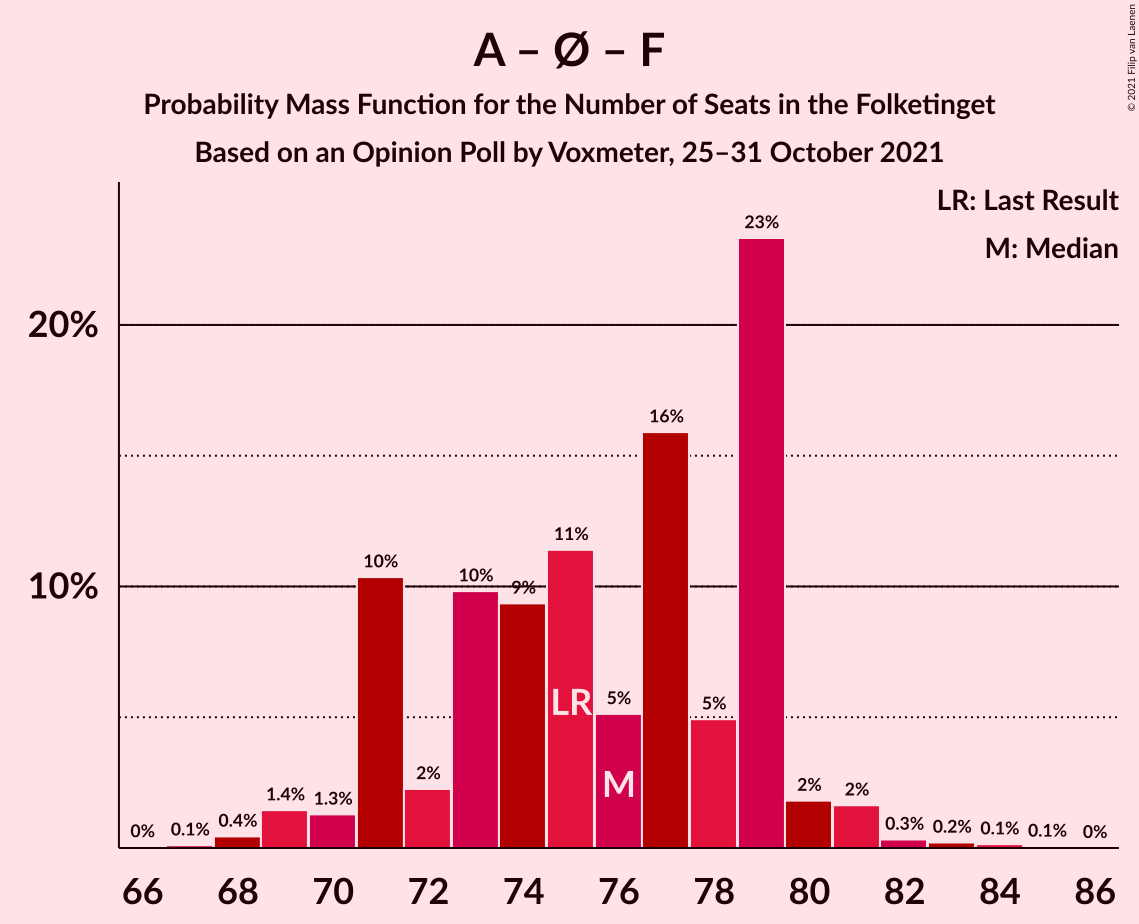 © 2021 Filip van Laenen
A – Ø – F
Probability Mass Function for the Number of Seats in the Folketinget
Based on an Opinion Poll by Voxmeter, 25–31 October 2021
LR: Last Result
M: Median
20%
10%
0%
0.1%
0.4%
1.4%
1.3%
10%
2%
10%
9%
11%
5%
16%
5%
23%
2%
2%
0.3%
0.2%
0.1%
0.1%
0%
LR
M
66 68 70 72 74 76 78 80 82 84 86